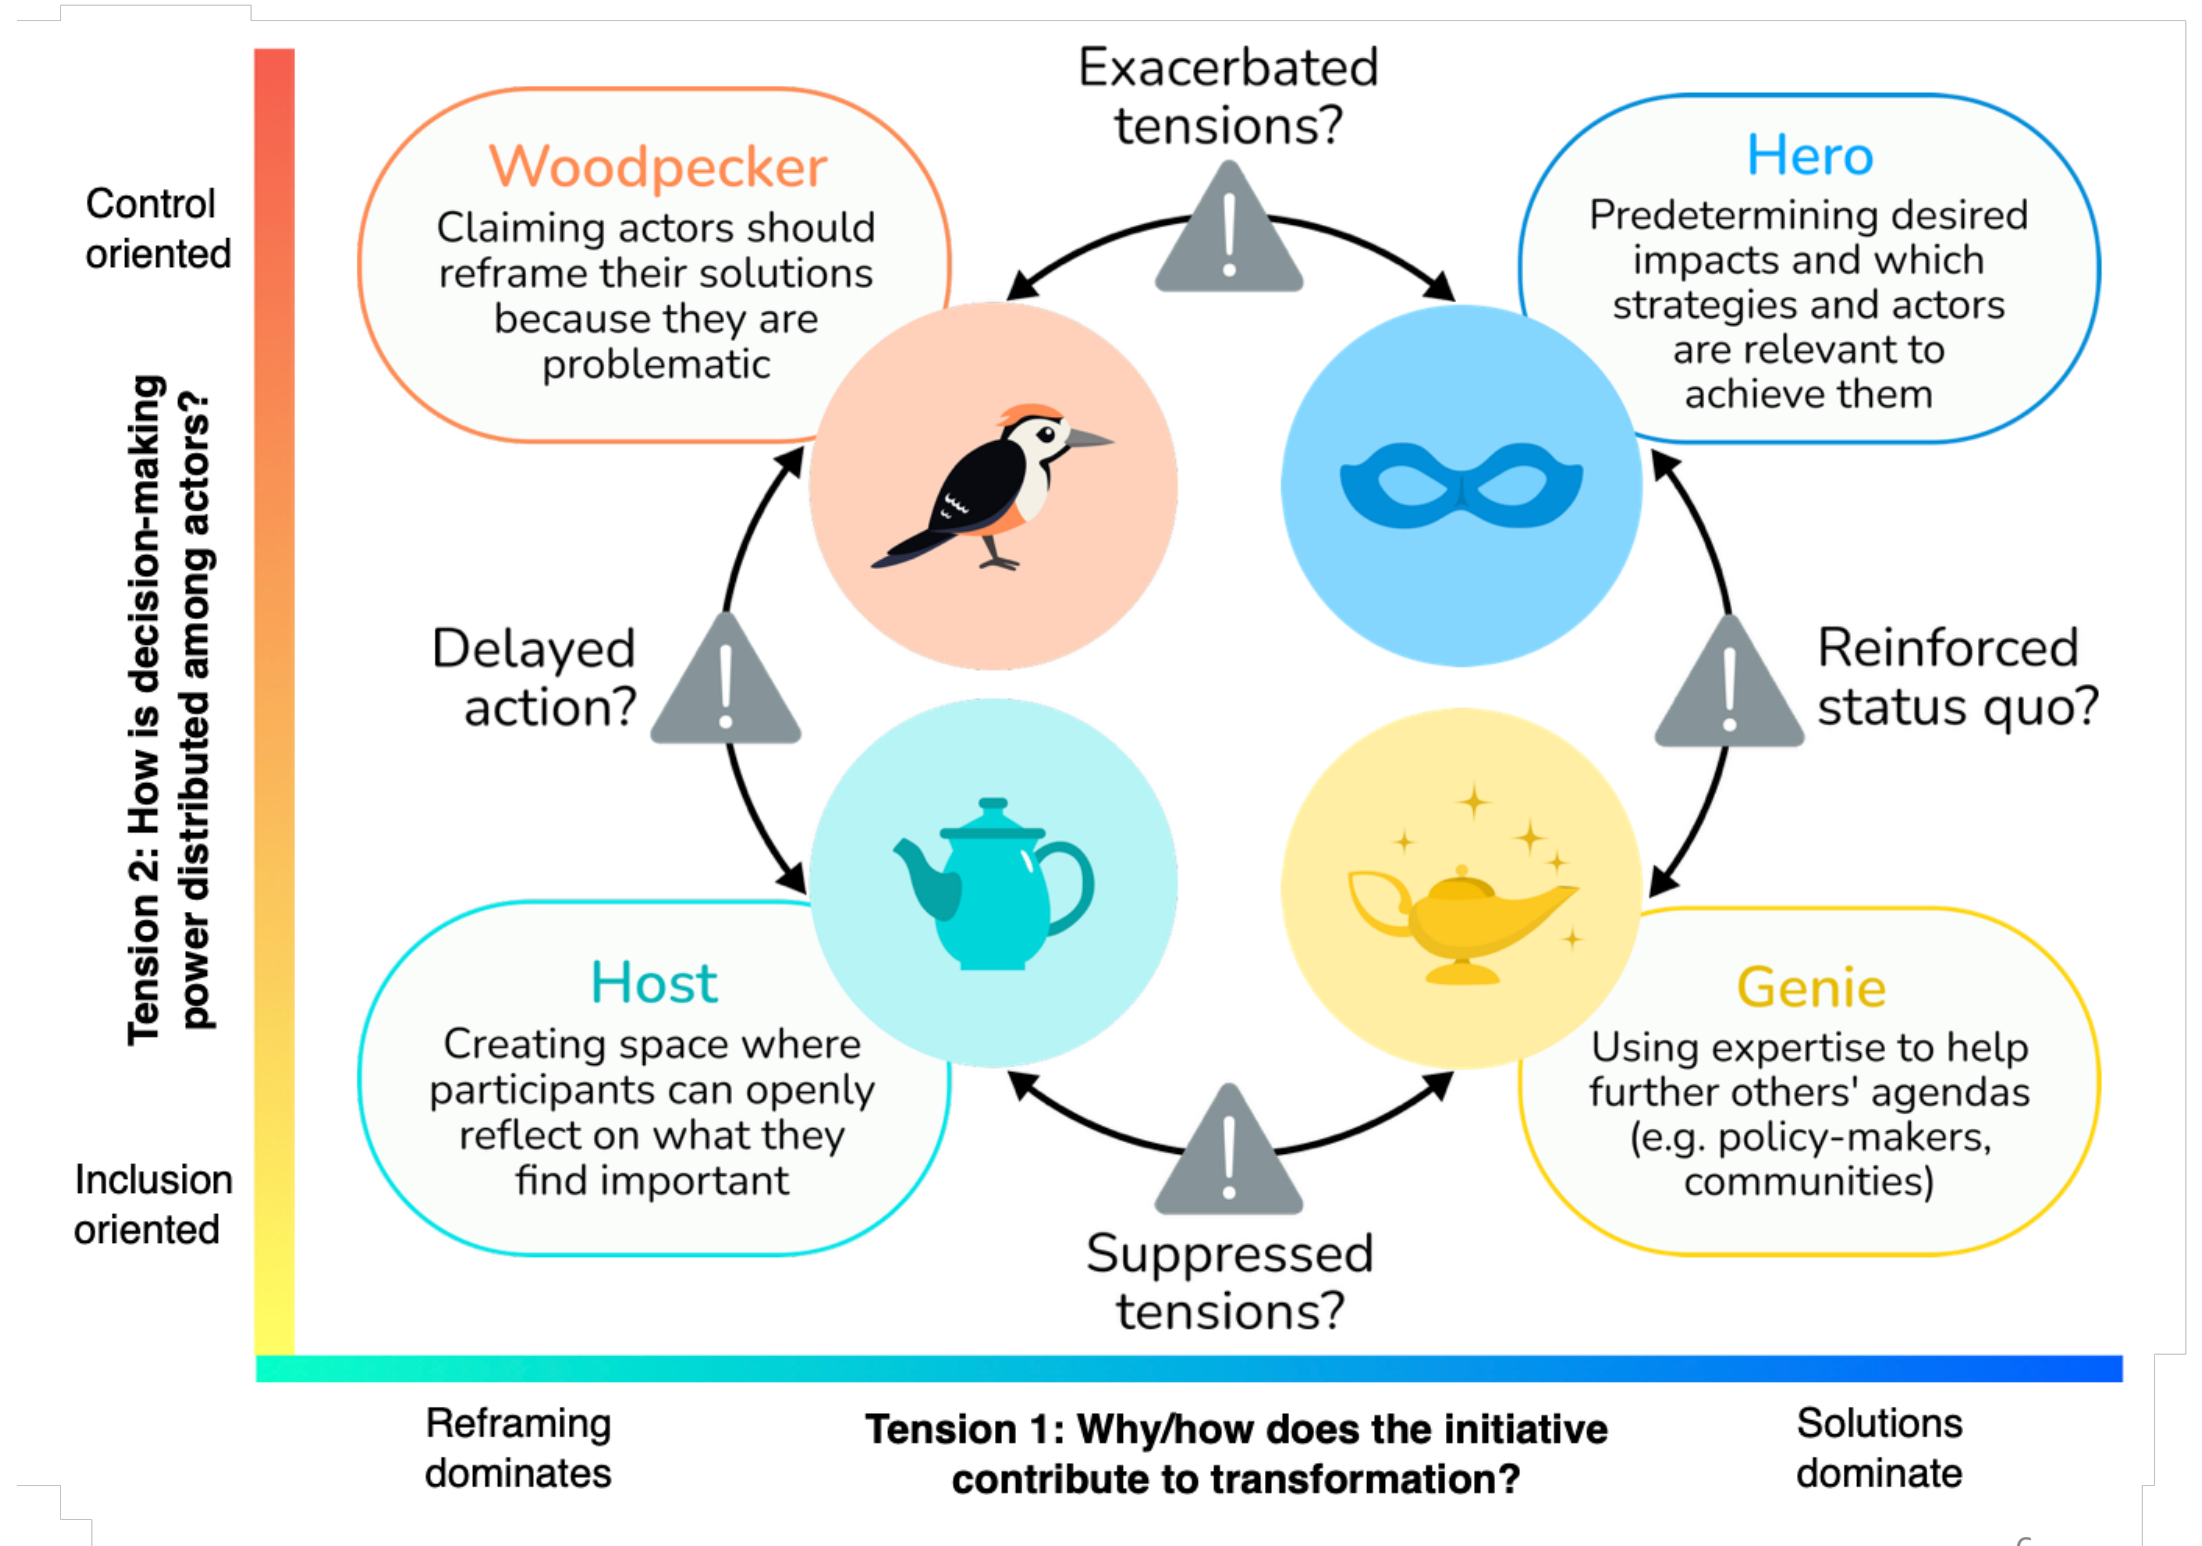 Exacerbated
tensions?
Woodpecker
Claiming actors should
reframe their solutions
because they are
problematic
Hero
Predetermining desired
impacts and which
strategies and actors
are relevant to
achieve them
Control
oriented
Tension 2: How is decision-making
power distributed among actors?
Delayed
action?
Reinforced
status quo?
Host
Creating space where
participants can openly
reflect on what they
find important
Genie
Using expertise to help
further others' agendas
(e.g. policy-makers,
communities)
Inclusion
oriented
Suppressed
tensions?
Reframing
dominates
Tension 1: Why/how does the initiative
contribute to transformation?
Solutions
dominate